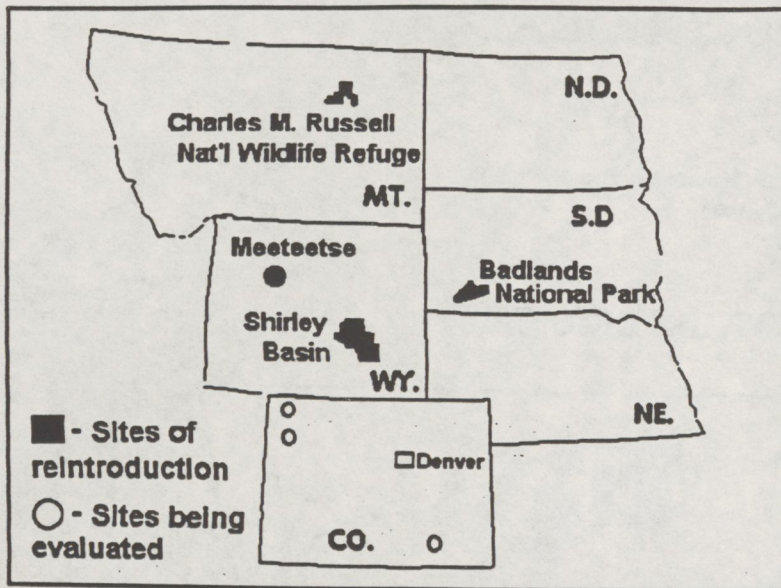 N.D.
Charles M. Russell
Nat'l Wildlife Refuge
MT.
S.D
Meeteetse
Badlands
National Park
Shirley
Basin
WY.
NE.
■ - Sites of
reintroduction
Denver
○ - Sites being
evaluated
CO.